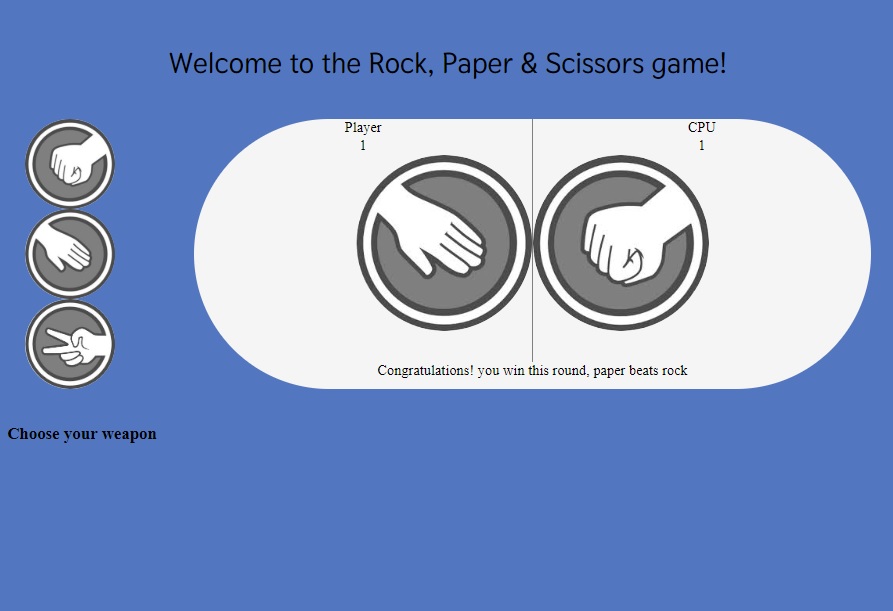 Welcome to the Rock, Paper & Scissors game!
Player
1
CPU
1
Congratulations! you win this round, paper beats rock
Choose your weapon